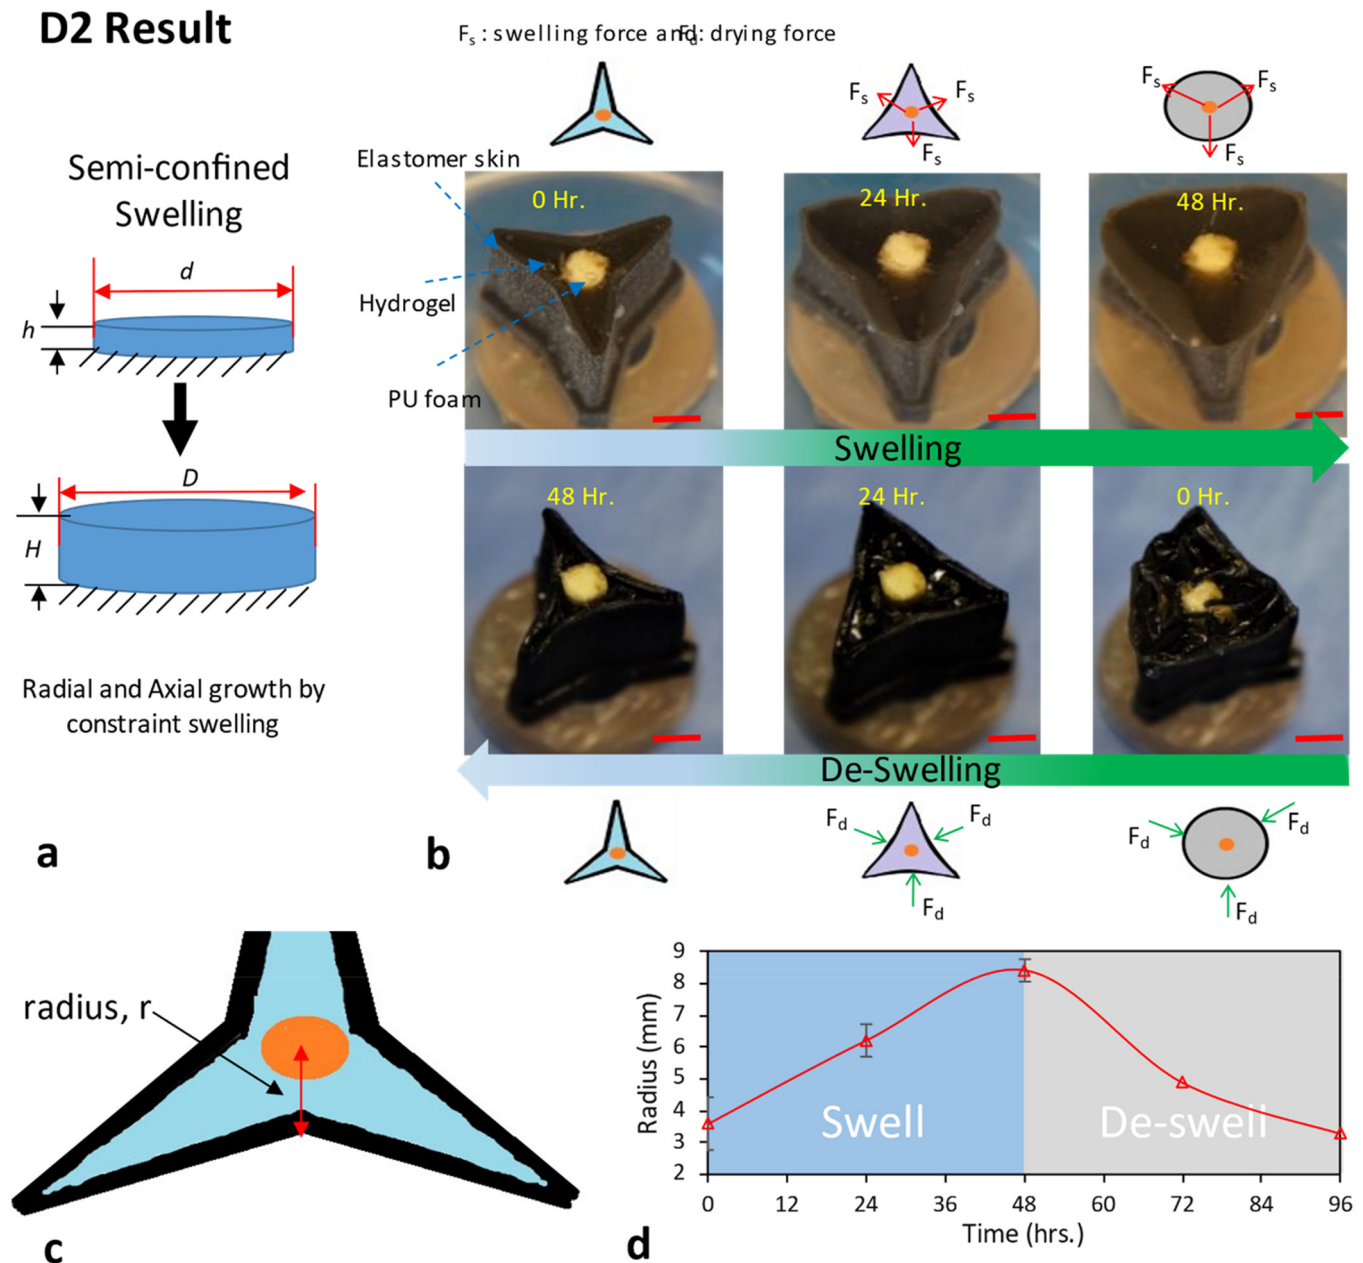 D2 Result
Fs : swelling force and Fd: drying force
Semi-confined
Swelling
d
h
D
H
Radial and Axial growth by
constraint swelling
a
Fs
Fs
Fs
Fs
Fs
Fs
Elastomer skin
Hydrogel
PU foam
0 Hr.
24 Hr.
48 Hr.
Swelling
48 Hr.
24 Hr.
0 Hr.
De-Swelling
Fd
Fd
Fd
Fd
Fd
Fd
b
radius, r
c
9
8
7
6
5
4
3
2
Radius (mm)
Swell
De-swell
0 12 24 36 48 60 72 84 96
Time (hrs.)
d